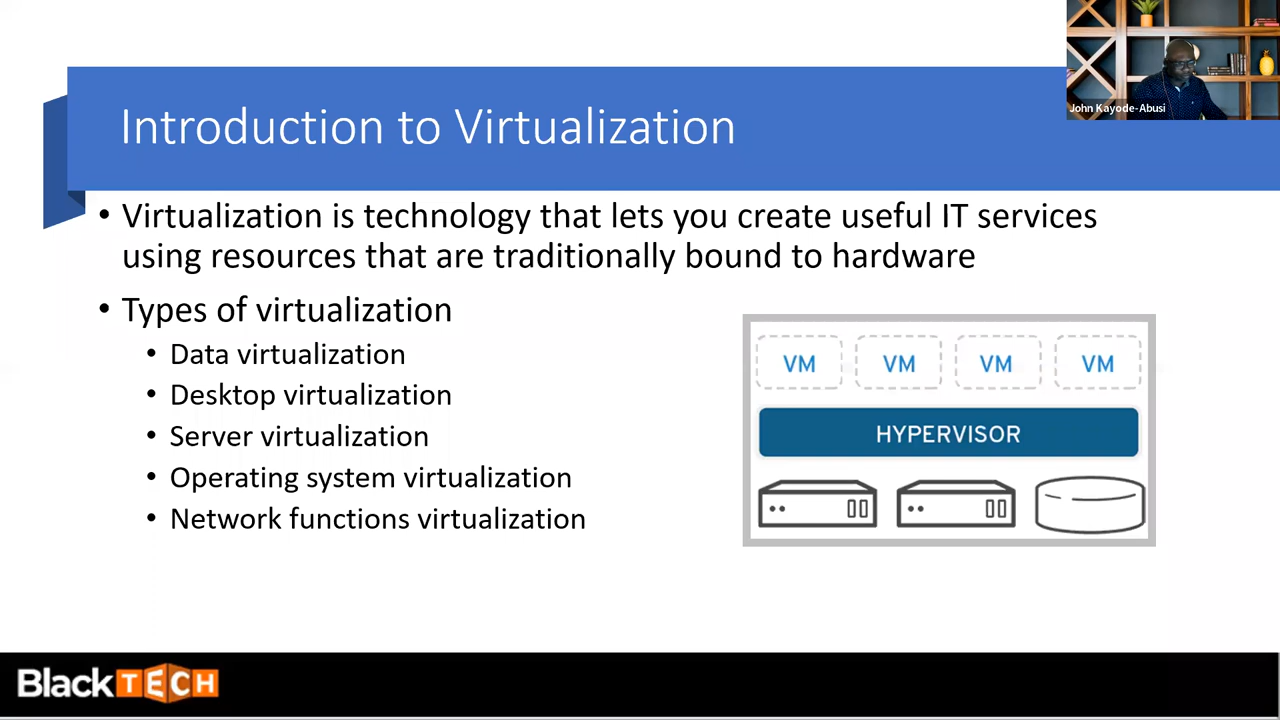 John Kayode-Abusi
Introduction to Virtualization
• Virtualization is technology that lets you create useful IT services
using resources that are traditionally bound to hardware
• Types of virtualization
• Data virtualization
• Desktop virtualization
• Server virtualization
• Operating system virtualization
• Network functions virtualization
VM VM VM VM
HYPERVISOR
BlackTECH